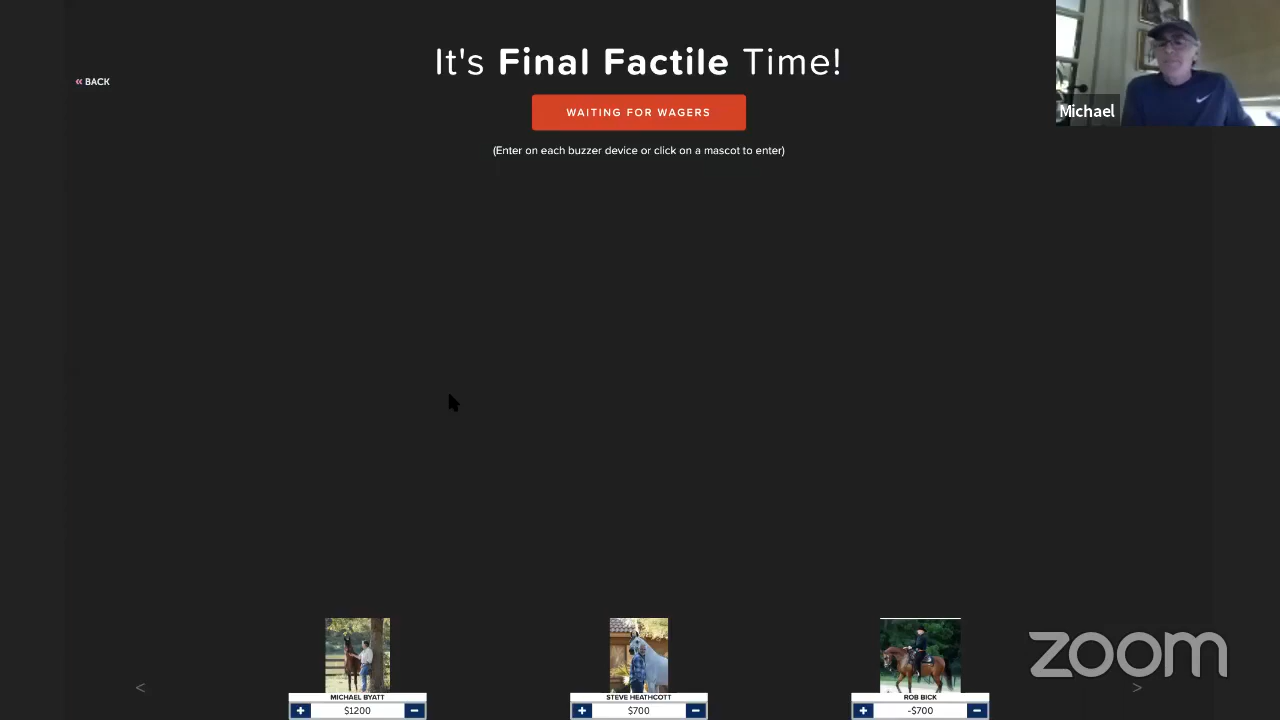 It's Final Factile Time!
« BACK
WAITING FOR WAGERS
(Enter on each buzzer device or click on a mascot to enter)
Michael
zoom
< >
MICHAEL BYATT STEVE HEATHCOTT ROB BICK
+ $1200 − + $700 − + -$700 −